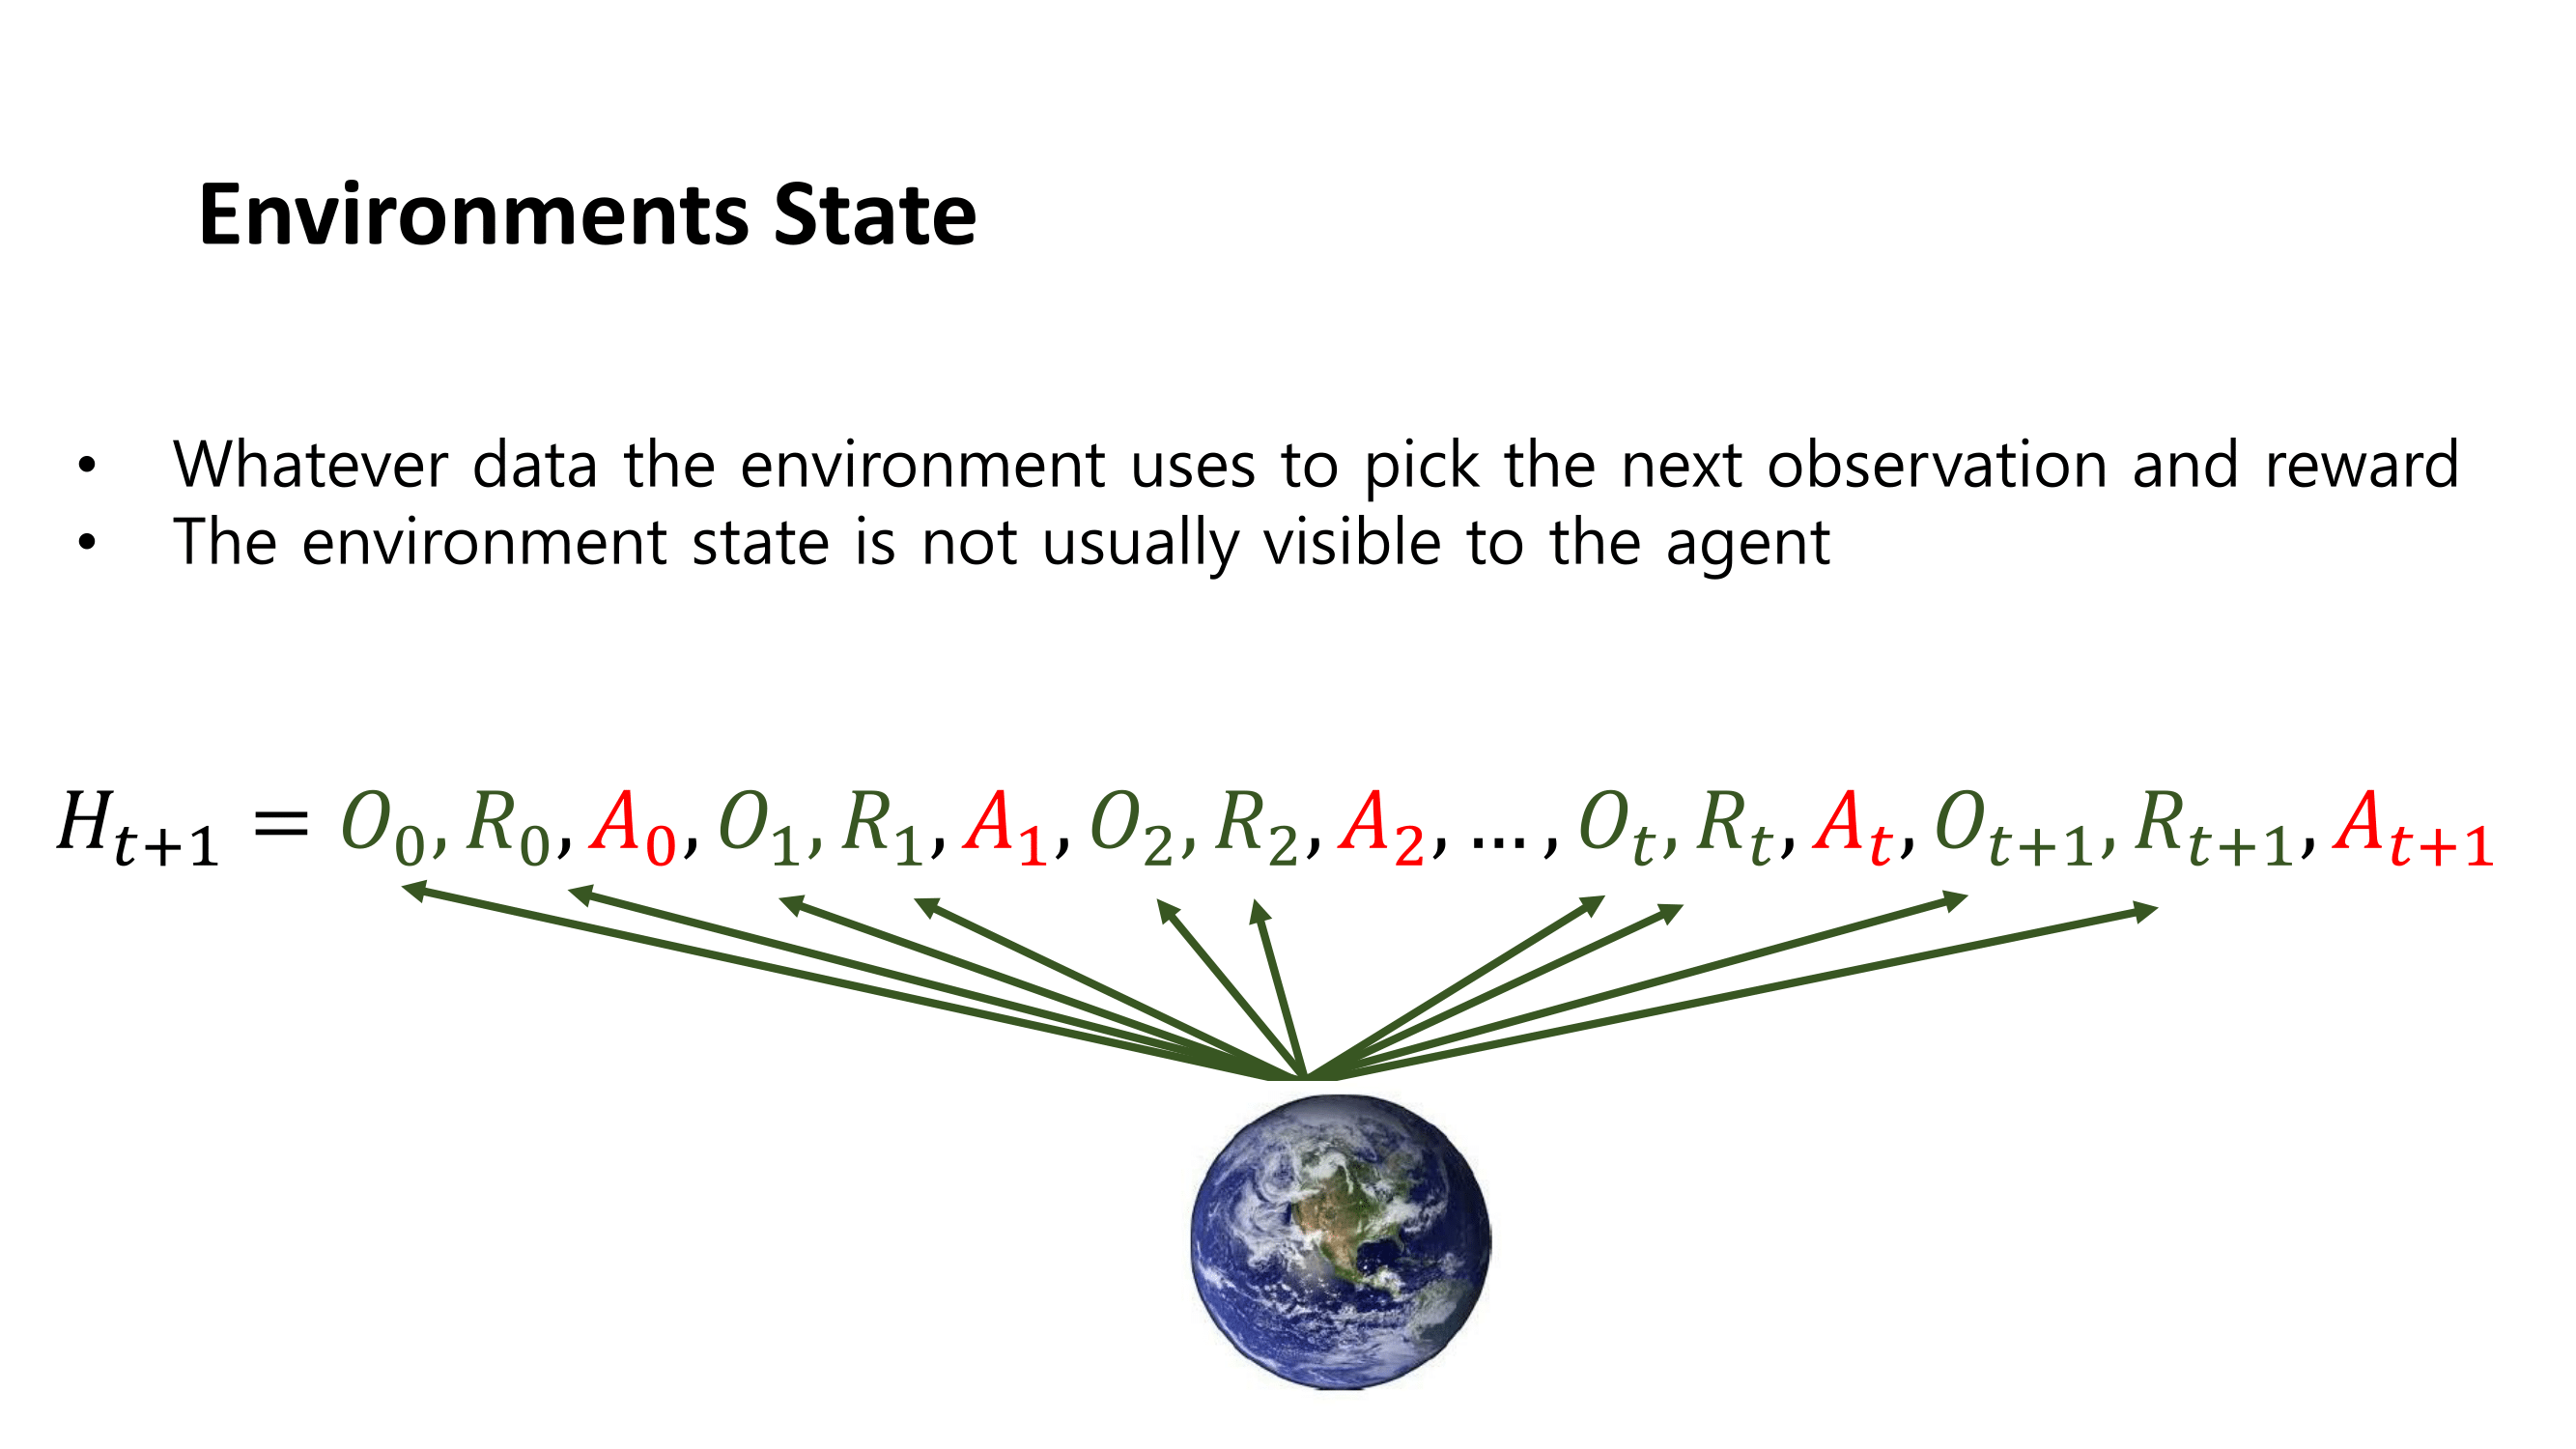 Environments State
• Whatever data the environment uses to pick the next observation and reward
• The environment state is not usually visible to the agent
H_{t+1} = O_0, R_0, A_0, O_1, R_1, A_1, O_2, R_2, A_2, … , O_t, R_t, A_t, O_{t+1}, R_{t+1}, A_{t+1}